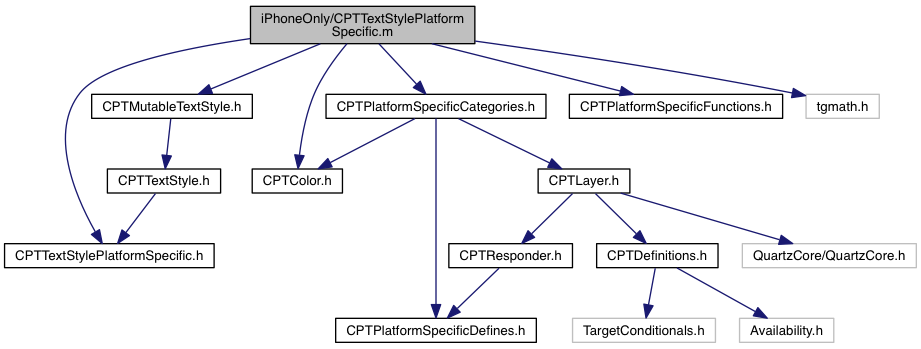 iPhoneOnly/CPTTextStylePlatform
Specific.m
CPTMutableTextStyle.h
CPTPlatformSpecificCategories.h
CPTPlatformSpecificFunctions.h
tgmath.h
CPTTextStyle.h
CPTColor.h
CPTLayer.h
CPTTextStylePlatformSpecific.h
CPTResponder.h
CPTDefinitions.h
QuartzCore/QuartzCore.h
CPTPlatformSpecificDefines.h
TargetConditionals.h
Availability.h